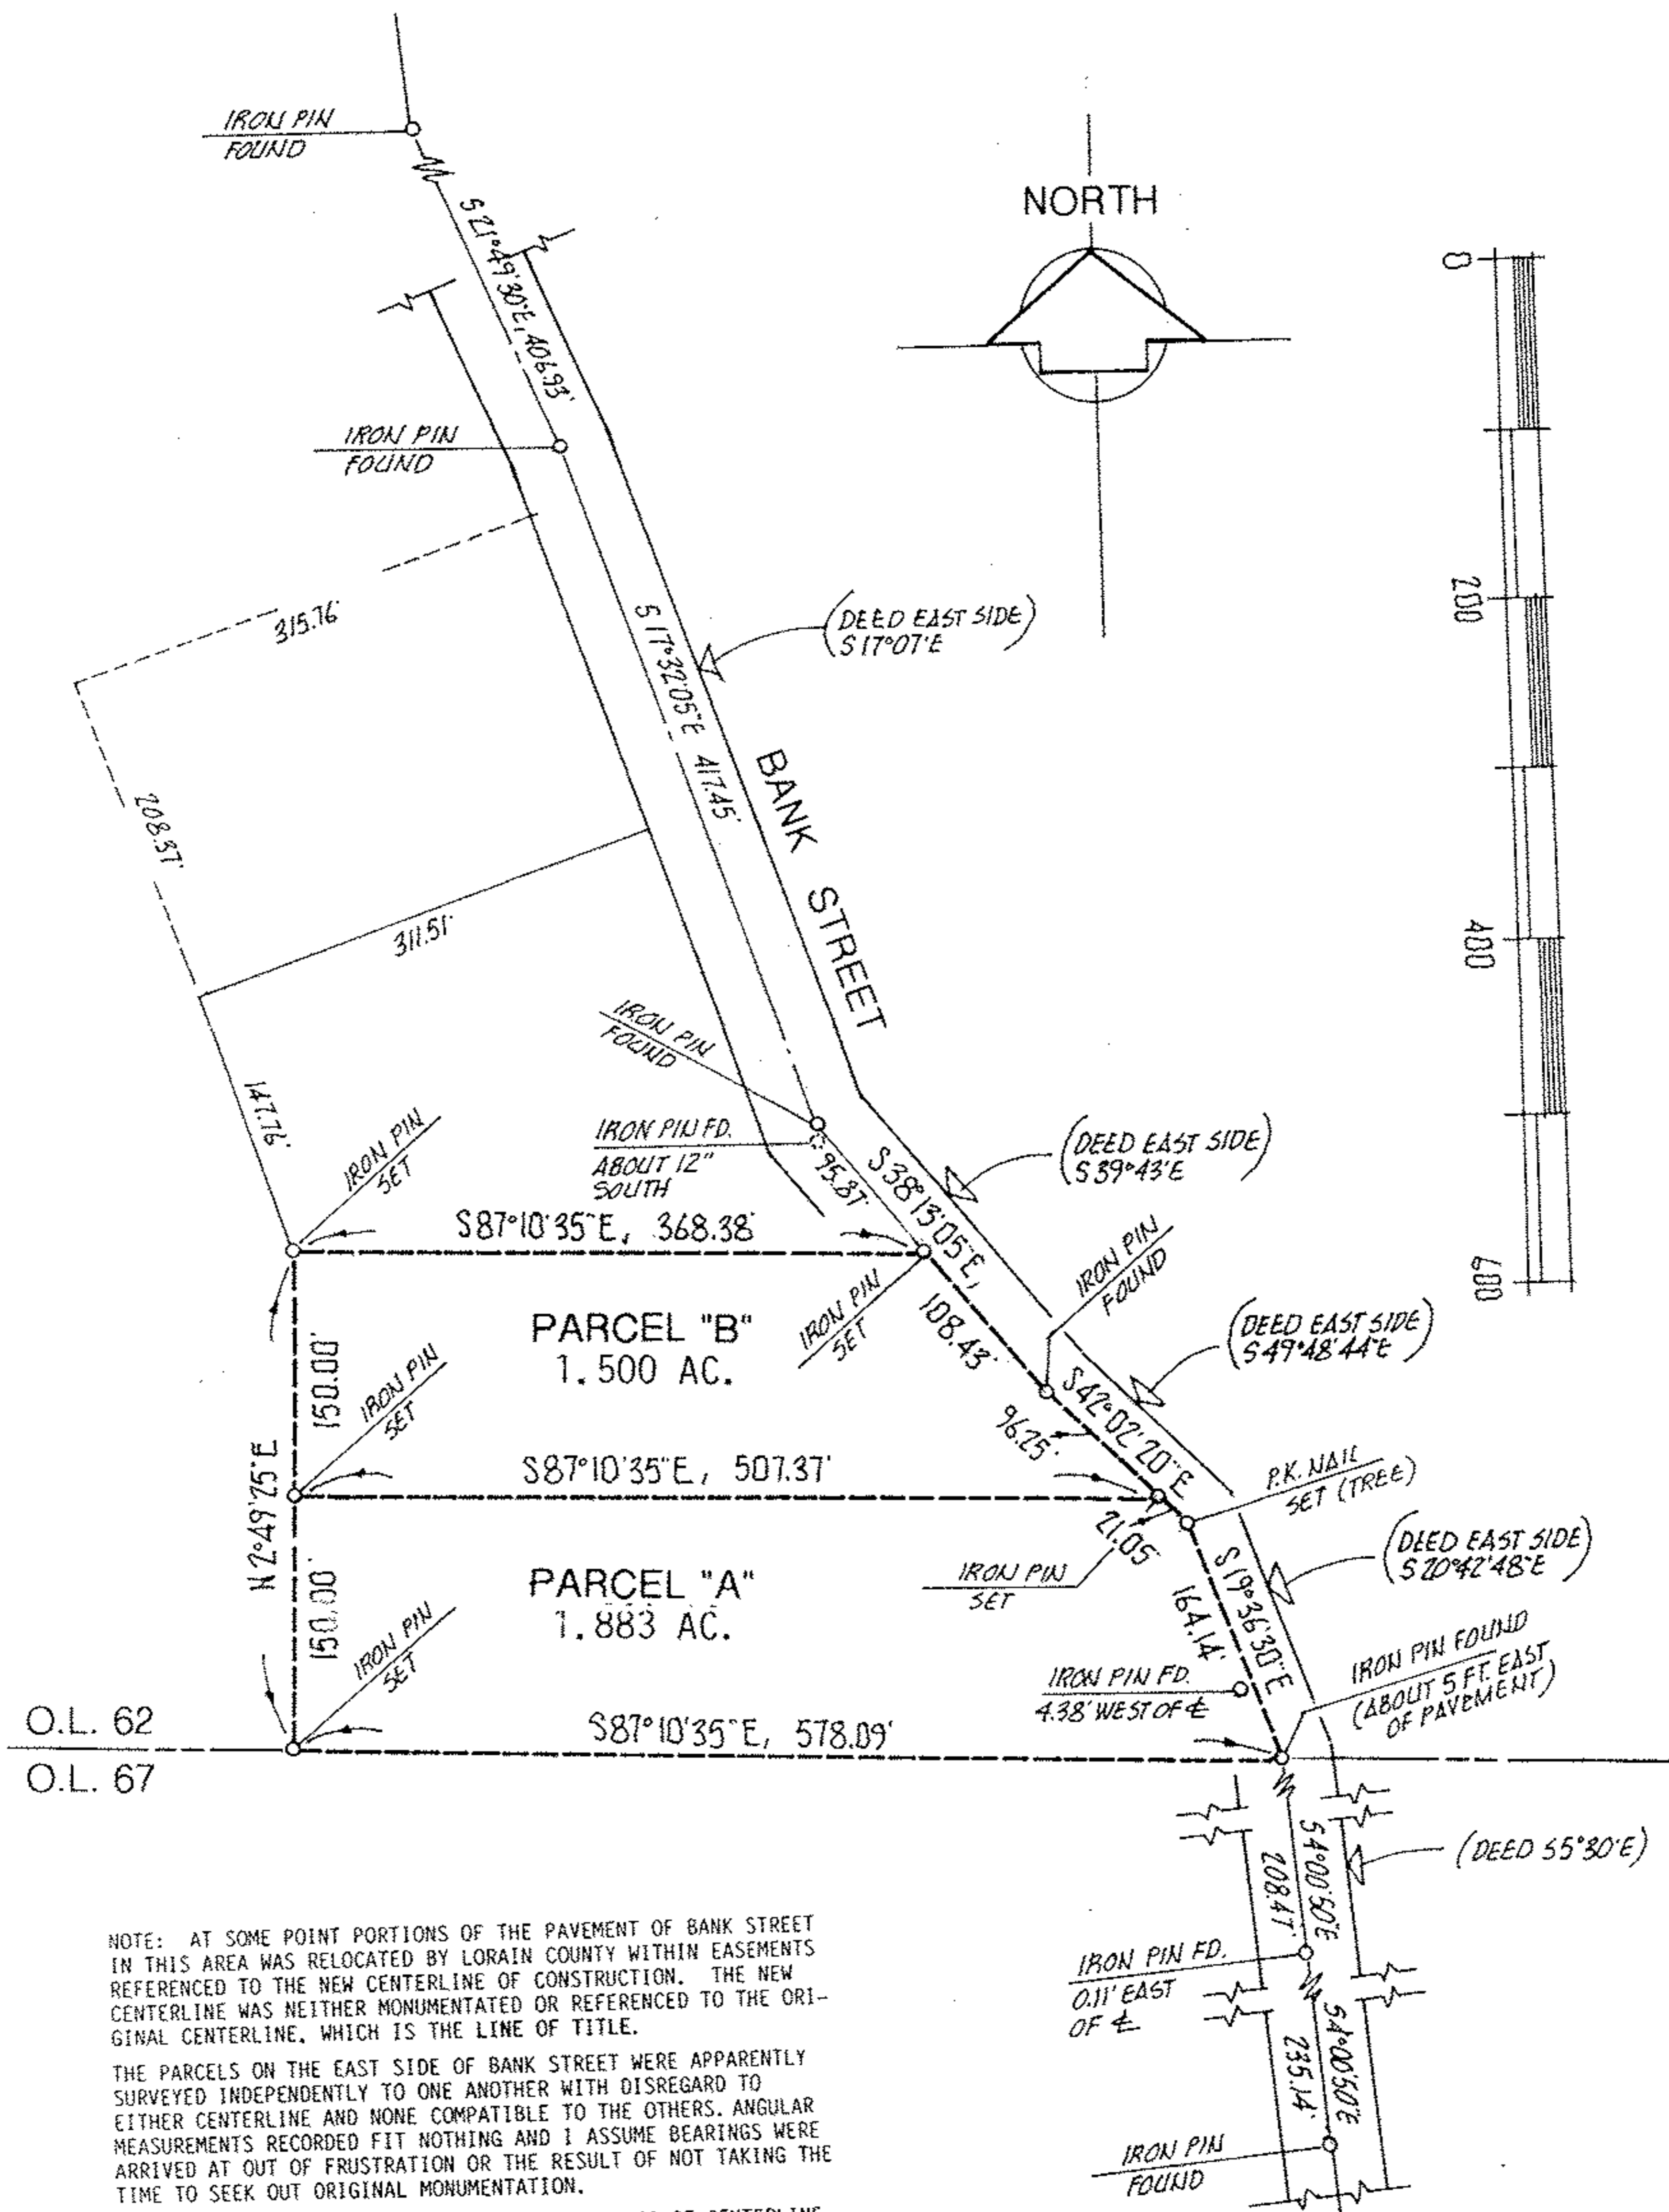 IRON PIN
FOUND
S 21°49'30"E, 406.93'
NORTH
0
200
400
600
IRON PIN
FOUND
315.76'
(DEED EAST SIDE)
S 17°07'E
S 17°32'05"E 417.45'
BANK STREET
208.37'
311.51'
147.76'
IRON PIN
FOUND
IRON PIN
SET
IRON PIN FD.
ABOUT 12"
SOUTH
95.87'
S 38°13'05"E,
108.43'
(DEED EAST SIDE)
S 39°43'E
S87°10'35"E, 368.38'
IRON PIN
FOUND
IRON PIN
SET
PARCEL "B"
1.500 AC.
150.00'
(DEED EAST SIDE)
S 49°48'44"E
S42°02'20"E
96.25'
IRON PIN
SET
N 2°49'25"E
S87°10'35"E, 507.37'
P.K. NAIL
SET (TREE)
21.05'
IRON PIN
SET
(DEED EAST SIDE)
S 20°42'48"E
PARCEL "A"
1.883 AC.
150.00'
S 19°36'30"E
164.14'
IRON PIN
SET
IRON PIN FD.
4.38' WEST OF ℄
IRON PIN FOUND
(ABOUT 5 FT. EAST
OF PAVEMENT)
O.L. 62
S87°10'35"E, 578.09'
O.L. 67
(DEED S5°30'E)
S4°00'50"E
208.47'
IRON PIN FD.
0.11' EAST
OF ℄
S4°00'50"E
235.14'
IRON PIN
FOUND
NOTE: AT SOME POINT PORTIONS OF THE PAVEMENT OF BANK STREET
IN THIS AREA WAS RELOCATED BY LORAIN COUNTY WITHIN EASEMENTS
REFERENCED TO THE NEW CENTERLINE OF CONSTRUCTION. THE NEW
CENTERLINE WAS NEITHER MONUMENTATED OR REFERENCED TO THE ORI-
GINAL CENTERLINE, WHICH IS THE LINE OF TITLE.
THE PARCELS ON THE EAST SIDE OF BANK STREET WERE APPARENTLY
SURVEYED INDEPENDENTLY TO ONE ANOTHER WITH DISREGARD TO
EITHER CENTERLINE AND NONE COMPATIBLE TO THE OTHERS. ANGULAR
MEASUREMENTS RECORDED FIT NOTHING AND I ASSUME BEARINGS WERE
ARRIVED AT OUT OF FRUSTRATION OR THE RESULT OF NOT TAKING THE
TIME TO SEEK OUT ORIGINAL MONUMENTATION.
CENTERLINE